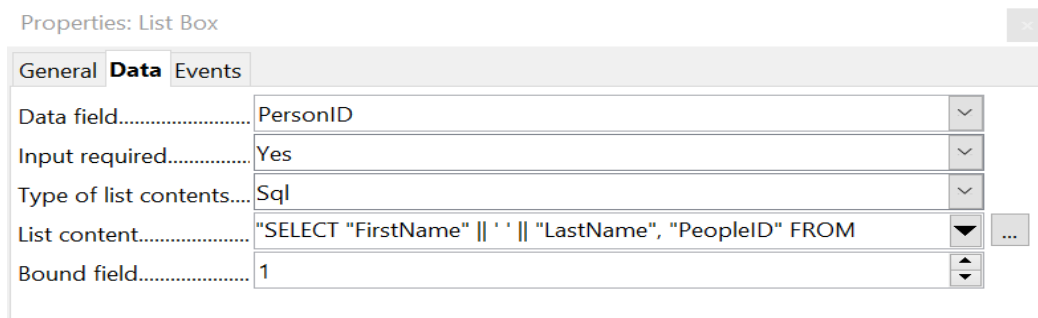 Properties: List Box
General Data Events
Data field......................... PersonID
Input required................ Yes
Type of list contents.... Sql
List content..................... "SELECT "FirstName" || ' ' || "LastName", "PeopleID" FROM ...
Bound field..................... 1